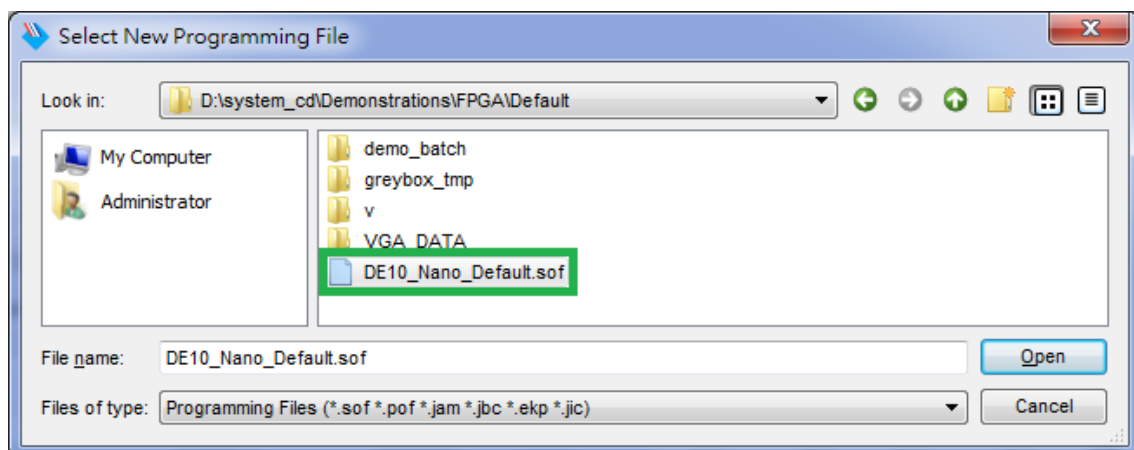 Select New Programming File
Look in: D:\system_cd\Demonstrations\FPGA\Default
My Computer
Administrator
demo_batch
greybox_tmp
v
VGA_DATA
DE10_Nano_Default.sof
File name: DE10_Nano_Default.sof Open
Files of type: Programming Files (*.sof *.pof *.jam *.jbc *.ekp *.jic) Cancel